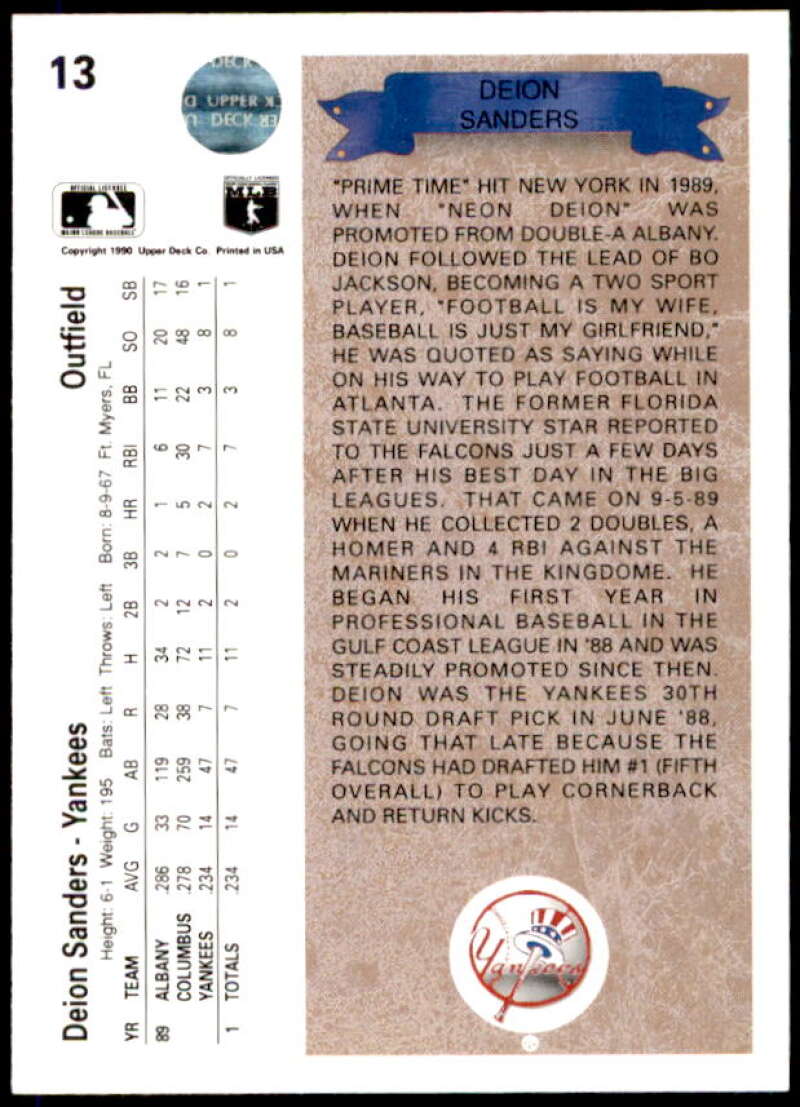 13
DECK
UPPER
DECK
OFFICIAL LICENSEE
MAJOR LEAGUE BASEBALL
OFFICIALLY LICENSED
MLB
Copyright 1990 Upper Deck Co. Printed in USA
Deion Sanders - Yankees Outfield
Height: 6-1 Weight: 195 Bats: Left Throws: Left Born: 8-9-67 Ft. Myers, FL
YR TEAM AVG G AB R H 2B 3B HR RBI BB SO SB
89 ALBANY .286 33 119 28 34 2 2 1 6 11 20 17
COLUMBUS .278 70 259 38 72 12 7 5 30 22 48 16
YANKEES .234 14 47 7 11 2 0 2 7 3 8 1
1 TOTALS .234 14 47 7 11 2 0 2 7 3 8 1
DEION
SANDERS
"PRIME TIME" HIT NEW YORK IN 1989,
WHEN "NEON DEION" WAS
PROMOTED FROM DOUBLE-A ALBANY.
DEION FOLLOWED THE LEAD OF BO
JACKSON, BECOMING A TWO SPORT
PLAYER, "FOOTBALL IS MY WIFE,
BASEBALL IS JUST MY GIRLFRIEND,"
HE WAS QUOTED AS SAYING WHILE
ON HIS WAY TO PLAY FOOTBALL IN
ATLANTA. THE FORMER FLORIDA
STATE UNIVERSITY STAR REPORTED
TO THE FALCONS JUST A FEW DAYS
AFTER HIS BEST DAY IN THE BIG
LEAGUES. THAT CAME ON 9-5-89
WHEN HE COLLECTED 2 DOUBLES, A
HOMER AND 4 RBI AGAINST THE
MARINERS IN THE KINGDOME. HE
BEGAN HIS FIRST YEAR IN
PROFESSIONAL BASEBALL IN THE
GULF COAST LEAGUE IN '88 AND WAS
STEADILY PROMOTED SINCE THEN.
DEION WAS THE YANKEES 30TH
ROUND DRAFT PICK IN JUNE '88,
GOING THAT LATE BECAUSE THE
FALCONS HAD DRAFTED HIM #1 (FIFTH
OVERALL) TO PLAY CORNERBACK
AND RETURN KICKS.
Yankees